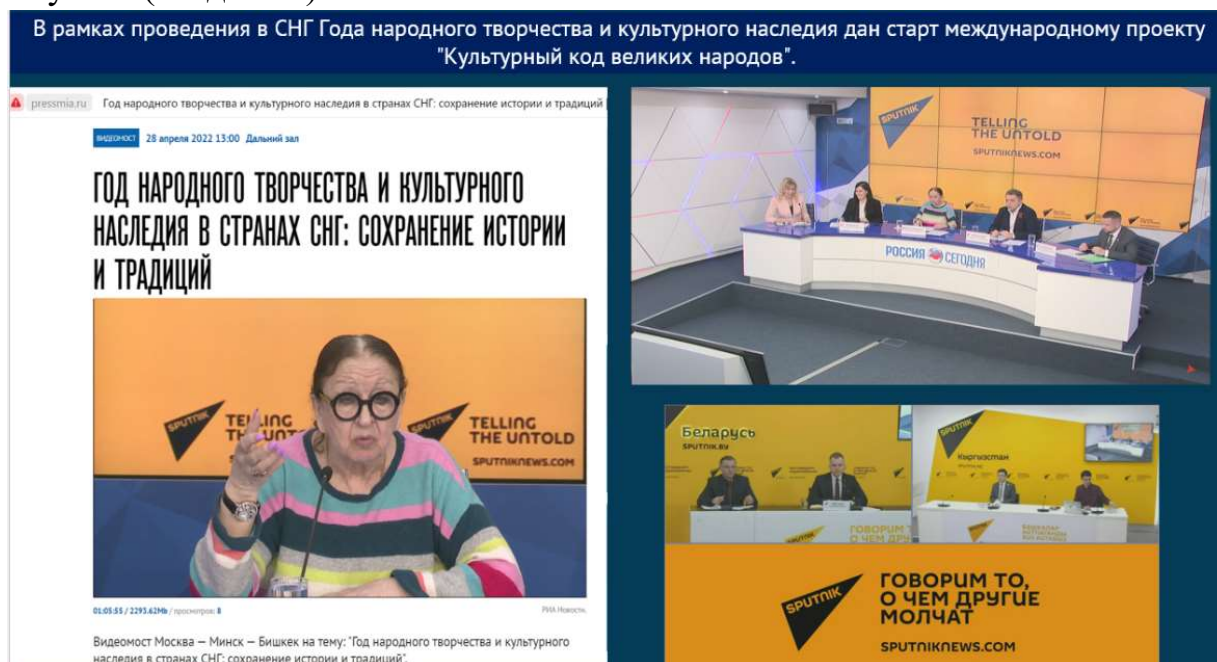 В рамках проведения в СНГ Года народного творчества и культурного наследия дан старт международному проекту
"Культурный код великих народов".
pressmia.ru Год народного творчества и культурного наследия в странах СНГ: сохранение истории и традиций
ВИДЕОМОСТ 28 апреля 2022 13:00 Дальний зал
ГОД НАРОДНОГО ТВОРЧЕСТВА И КУЛЬТУРНОГО
НАСЛЕДИЯ В СТРАНАХ СНГ: СОХРАНЕНИЕ ИСТОРИИ
И ТРАДИЦИЙ
SPUTNIK
TELLING
SPUTNIK
TELLING
THE UNTOLD
SPUTNIKNEWS.COM
01:05:55 / 2293.62Mb / просмотров: 8
РИА Новости.
Видеомост Москва — Минск — Бишкек на тему: "Год народного творчества и культурного
наследия в странах СНГ: сохранение истории и традиций".
SPUTNIK
TELLING
THE UNTOLD
SPUTNIKNEWS.COM
РОССИЯ СЕГОДНЯ
Беларусь
SPUTNIK.BY
SPUTNIK
Кыргызстан
ГОВОРИМ ТО,
О ЧЕМ ДРУГИЕ
МОЛЧАТ
SPUTNIK
SPUTNIKNEWS.COM